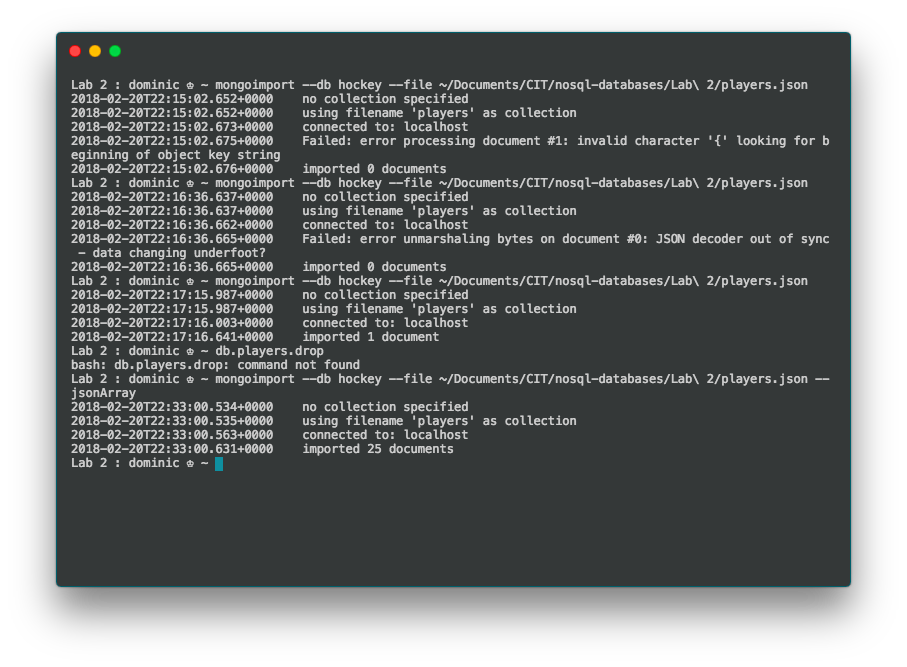 Lab 2 : dominic ♔ ~ mongoimport --db hockey --file ~/Documents/CIT/nosql-databases/Lab\ 2/players.json
2018-02-20T22:15:02.652+0000    no collection specified
2018-02-20T22:15:02.652+0000    using filename 'players' as collection
2018-02-20T22:15:02.673+0000    connected to: localhost
2018-02-20T22:15:02.675+0000    Failed: error processing document #1: invalid character '{' looking for b
eginning of object key string
2018-02-20T22:15:02.676+0000    imported 0 documents
Lab 2 : dominic ♔ ~ mongoimport --db hockey --file ~/Documents/CIT/nosql-databases/Lab\ 2/players.json
2018-02-20T22:16:36.637+0000    no collection specified
2018-02-20T22:16:36.637+0000    using filename 'players' as collection
2018-02-20T22:16:36.662+0000    connected to: localhost
2018-02-20T22:16:36.665+0000    Failed: error unmarshaling bytes on document #0: JSON decoder out of sync
 - data changing underfoot?
2018-02-20T22:16:36.665+0000    imported 0 documents
Lab 2 : dominic ♔ ~ mongoimport --db hockey --file ~/Documents/CIT/nosql-databases/Lab\ 2/players.json
2018-02-20T22:17:15.987+0000    no collection specified
2018-02-20T22:17:15.987+0000    using filename 'players' as collection
2018-02-20T22:17:16.003+0000    connected to: localhost
2018-02-20T22:17:16.641+0000    imported 1 document
Lab 2 : dominic ♔ ~ db.players.drop
bash: db.players.drop: command not found
Lab 2 : dominic ♔ ~ mongoimport --db hockey --file ~/Documents/CIT/nosql-databases/Lab\ 2/players.json --
jsonArray
2018-02-20T22:33:00.534+0000    no collection specified
2018-02-20T22:33:00.535+0000    using filename 'players' as collection
2018-02-20T22:33:00.563+0000    connected to: localhost
2018-02-20T22:33:00.631+0000    imported 25 documents
Lab 2 : dominic ♔ ~